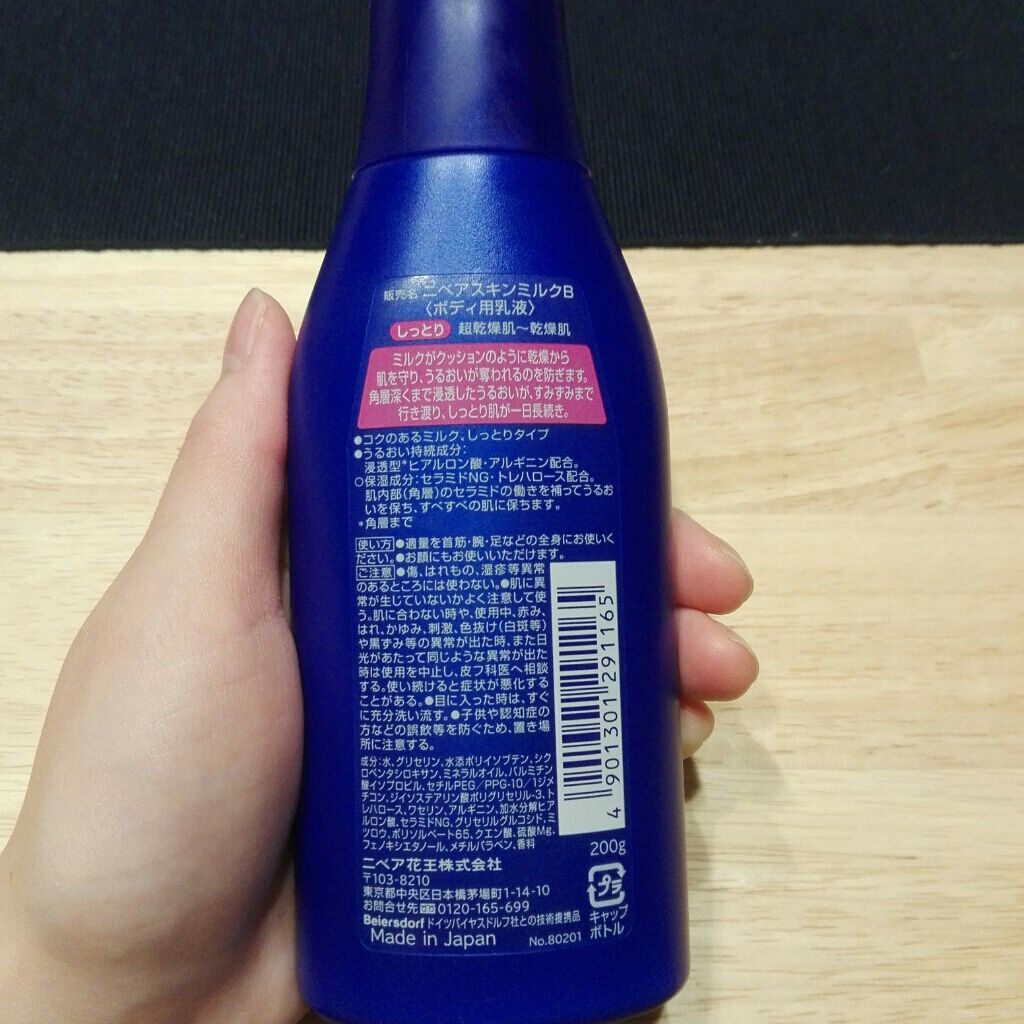 販売名 ニベアスキンミルクB
〈ボディ用乳液〉
しっとり 超乾燥肌〜乾燥肌
ミルクがクッションのように乾燥から
肌を守り、うるおいが奪われるのを防ぎます。
角層深くまで浸透したうるおいが、すみずみまで
行き渡り、しっとり肌が一日長続き。
●コクのあるミルク、しっとりタイプ
●うるおい持続成分:
浸透型*ヒアルロン酸・アルギニン配合。
○保湿成分:セラミドNG・トレハロース配合。
肌内部(角層)のセラミドの働きを補ってうるお
いを保ち、すべすべの肌に保ちます。
*角層まで
使い方 ●適量を首筋・腕・足などの全身にお使いく
ださい。●お顔にもお使いいただけます。
ご注意 ●傷、はれもの、湿疹等異常
のあるところには使わない。●肌に異
常が生じていないかよく注意して使
う。肌に合わない時や、使用中、赤み、
はれ、かゆみ、刺激、色抜け(白斑等)
や黒ずみ等の異常が出た時、また日
光があたって同じような異常が出た
時は使用を中止し、皮フ科医へ相談
する。使い続けると症状が悪化する
ことがある。●目に入った時は、すぐ
に充分洗い流す。●子供や認知症の
方などの誤飲等を防ぐため、置き場
所に注意する。
成分:水、グリセリン、水添ポリイソブテン、シク
ロペンタシロキサン、ミネラルオイル、パルミチン
酸イソプロピル、セチルPEG/PPG-10/1ジメ
チコン、ジイソステアリン酸ポリグリセリル-3、ト
レハロース、ワセリン、アルギニン、加水分解ヒア
ルロン酸、セラミドNG、グリセリルグルコシド、ミ
ツロウ、ポリソルベート65、クエン酸、硫酸Mg、
フェノキシエタノール、メチルパラベン、香料
4 901301 291165
200g
ニベア花王株式会社
〒103-8210
東京都中央区日本橋茅場町1-14-10
お問合せ先 0120-165-699
Beiersdorf ドイツバイヤスドルフ社との技術提携品
Made in Japan No.80201
プラ
キャップ
ボトル